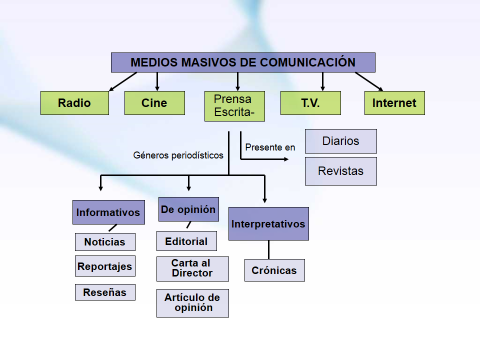 MEDIOS MASIVOS DE COMUNICACIÓN
Radio
Cine
Prensa
Escrita-
T.V.
Internet
Géneros periodísticos
Presente en
Diarios
Revistas
Informativos
De opinión
Interpretativos
Noticias
Reportajes
Reseñas
Editorial
Carta al
Director
Artículo de
opinión
Crónicas